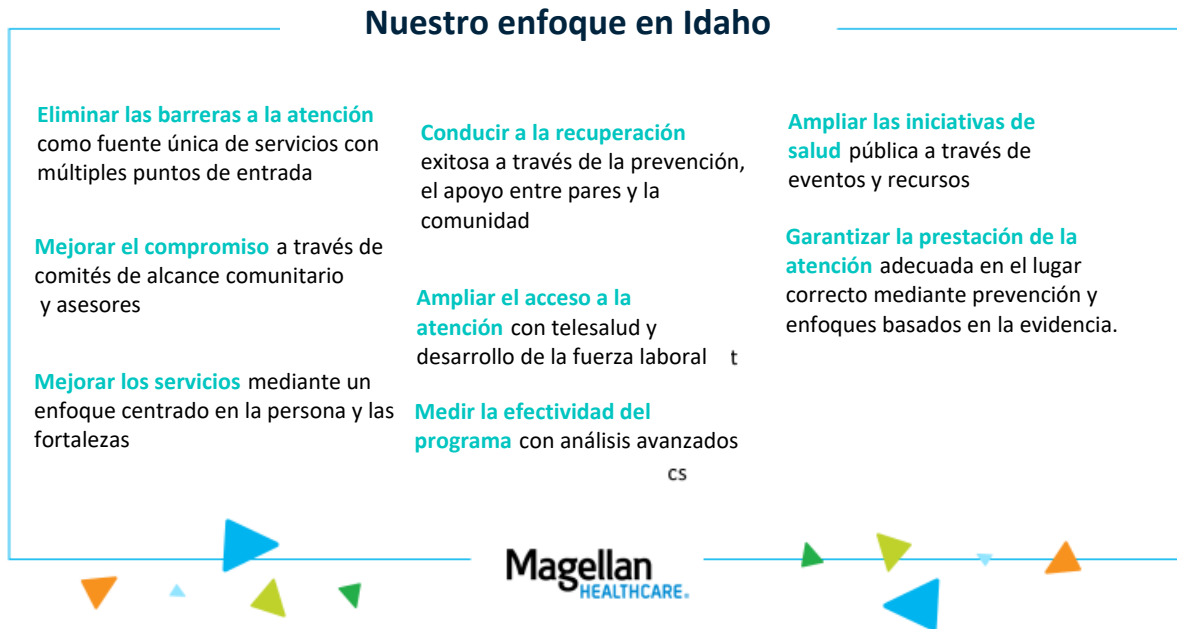 Nuestro enfoque en Idaho
Eliminar las barreras a la atención
como fuente única de servicios con
múltiples puntos de entrada
Mejorar el compromiso a través de
comités de alcance comunitario
y asesores
Mejorar los servicios mediante un
enfoque centrado en la persona y las
fortalezas
Conducir a la recuperación
exitosa a través de la prevención,
el apoyo entre pares y la
comunidad
Ampliar el acceso a la
atención con telesalud y
desarrollo de la fuerza laboral t
Medir la efectividad del
programa con análisis avanzados
cs
Ampliar las iniciativas de
salud pública a través de
eventos y recursos
Garantizar la prestación de la
atención adecuada en el lugar
correcto mediante prevención y
enfoques basados en la evidencia.
Magellan
HEALTHCARE.